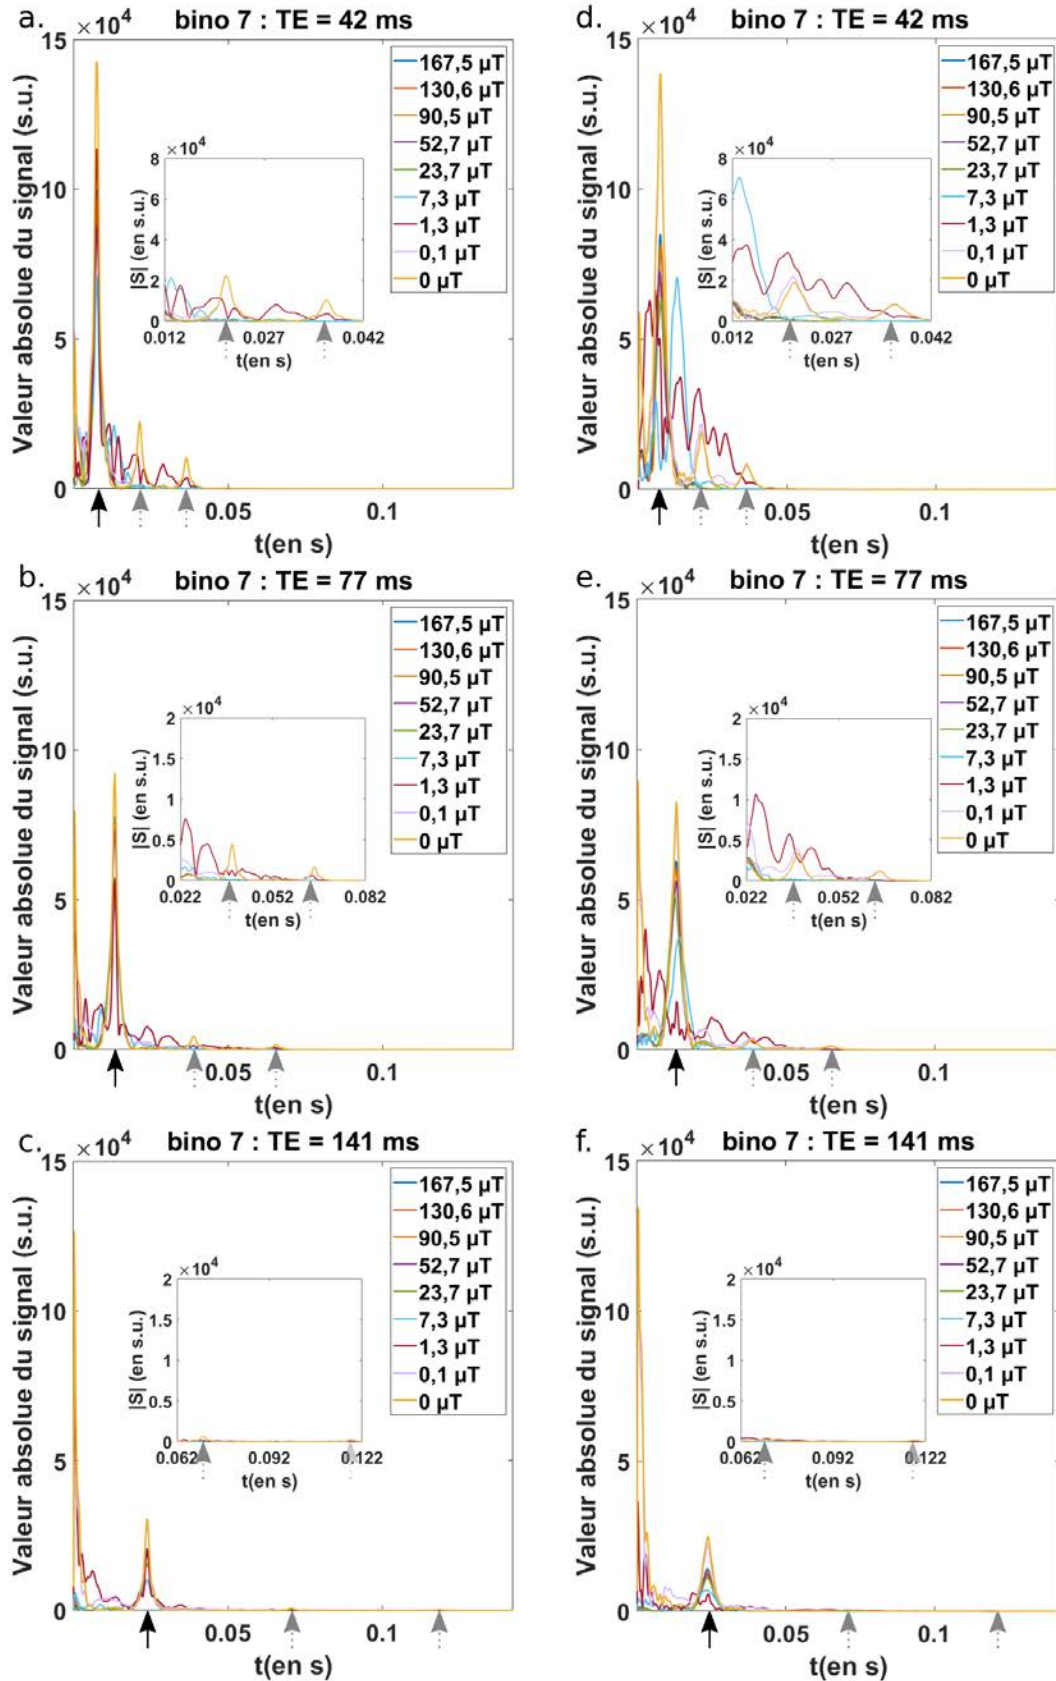 a.
bino 7 : TE = 42 ms
×10⁴
15
10
5
0
0.05
0.1
Valeur absolue du signal (s.u.)
t(en s)
167,5 µT
130,6 µT
90,5 µT
52,7 µT
23,7 µT
7,3 µT
1,3 µT
0,1 µT
0 µT
×10⁴
8
6
4
2
0
0.012
0.027
0.042
|S| (en s.u.)
t(en s)
d.
bino 7 : TE = 42 ms
×10⁴
15
10
5
0
0.05
0.1
Valeur absolue du signal (s.u.)
t(en s)
167,5 µT
130,6 µT
90,5 µT
52,7 µT
23,7 µT
7,3 µT
1,3 µT
0,1 µT
0 µT
×10⁴
8
6
4
2
0
0.012
0.027
0.042
|S| (en s.u.)
t(en s)
b.
bino 7 : TE = 77 ms
×10⁴
15
10
5
0
0.05
0.1
Valeur absolue du signal (s.u.)
t(en s)
167,5 µT
130,6 µT
90,5 µT
52,7 µT
23,7 µT
7,3 µT
1,3 µT
0,1 µT
0 µT
×10⁴
2
1.5
1
0.5
0
0.022
0.052
0.082
|S| (en s.u.)
t(en s)
e.
bino 7 : TE = 77 ms
×10⁴
15
10
5
0
0.05
0.1
Valeur absolue du signal (s.u.)
t(en s)
167,5 µT
130,6 µT
90,5 µT
52,7 µT
23,7 µT
7,3 µT
1,3 µT
0,1 µT
0 µT
×10⁴
2
1.5
1
0.5
0
0.022
0.052
0.082
|S| (en s.u.)
t(en s)
c.
bino 7 : TE = 141 ms
×10⁴
15
10
5
0
0.05
0.1
Valeur absolue du signal (s.u.)
t(en s)
167,5 µT
130,6 µT
90,5 µT
52,7 µT
23,7 µT
7,3 µT
1,3 µT
0,1 µT
0 µT
×10⁴
2
1.5
1
0.5
0
0.062
0.092
0.122
|S| (en s.u.)
t(en s)
f.
bino 7 : TE = 141 ms
×10⁴
15
10
5
0
0.05
0.1
Valeur absolue du signal (s.u.)
t(en s)
167,5 µT
130,6 µT
90,5 µT
52,7 µT
23,7 µT
7,3 µT
1,3 µT
0,1 µT
0 µT
×10⁴
2
1.5
1
0.5
0
0.062
0.092
0.122
|S| (en s.u.)
t(en s)